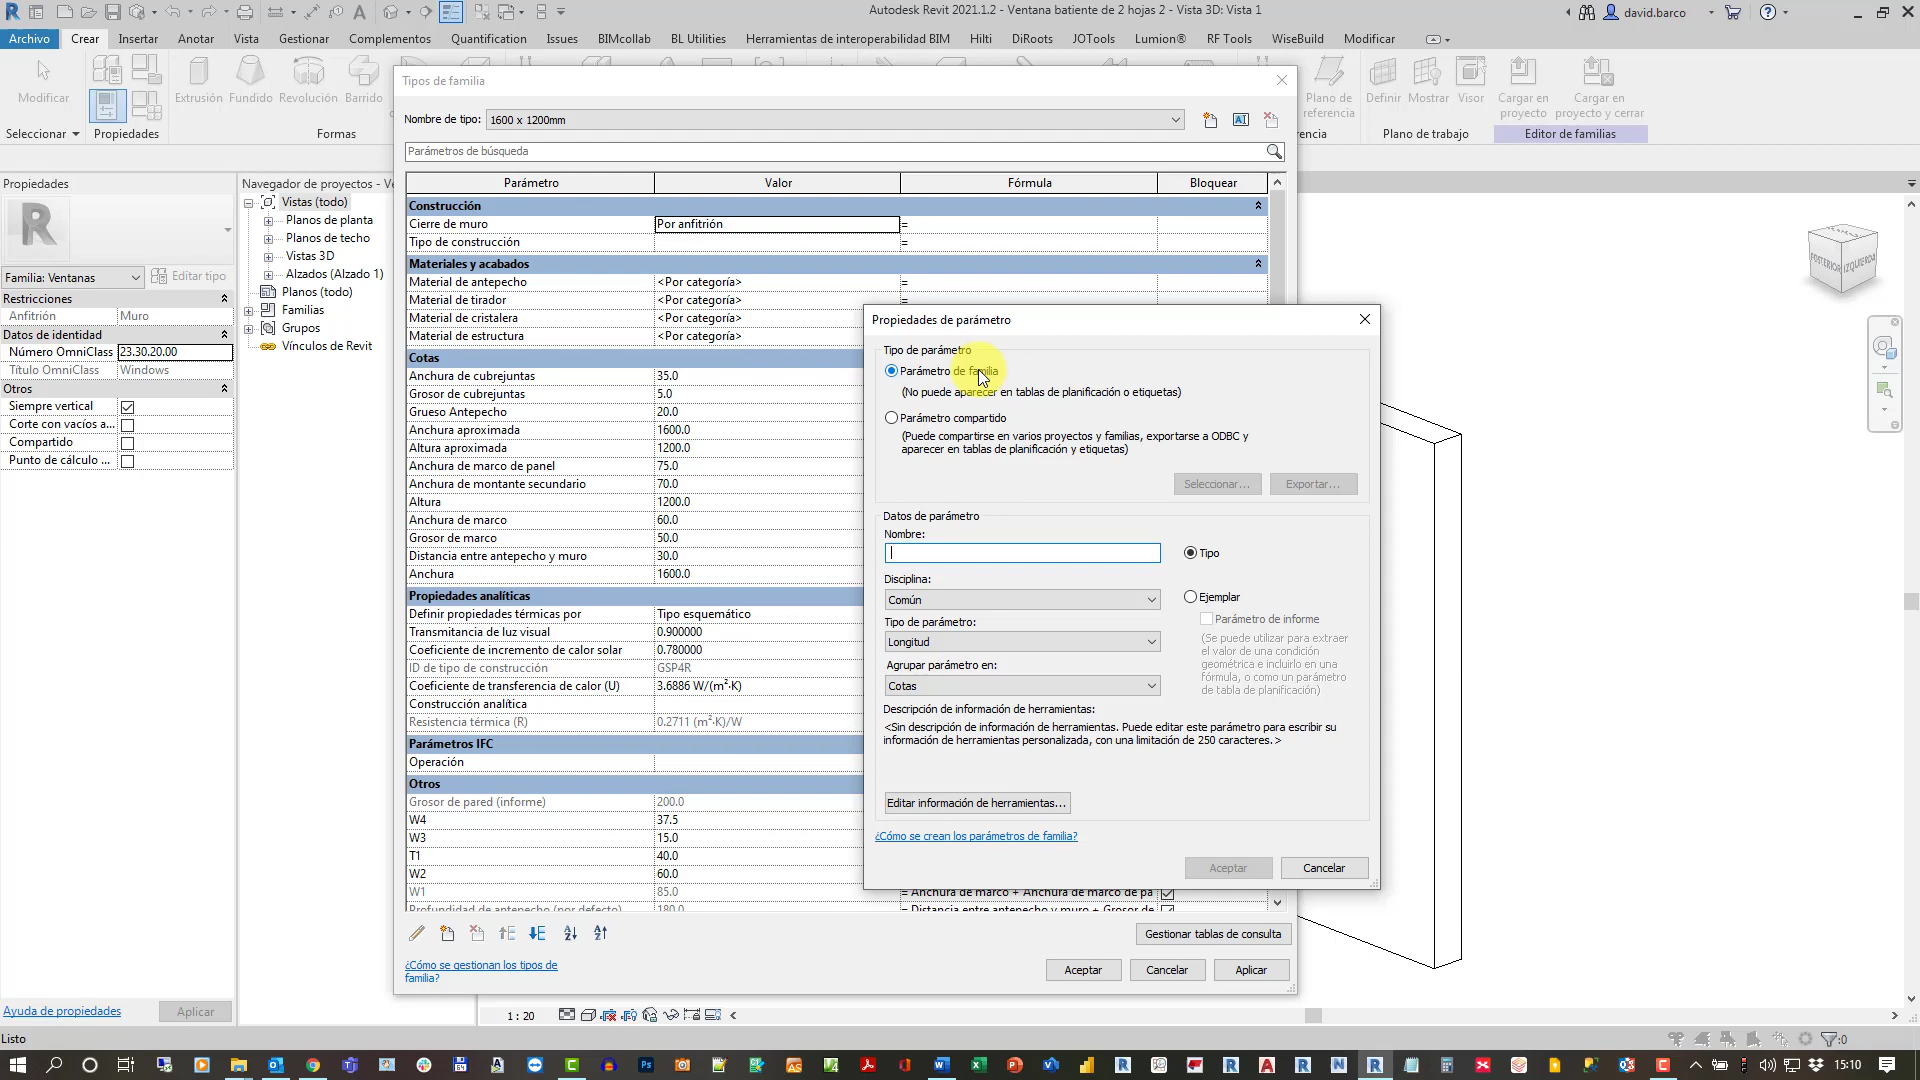 Autodesk Revit 2021.1.2 - Ventana batiente de 2 hojas 2 - Vista 3D: Vista 1
david.barco
Archivo Crear Insertar Anotar Vista Gestionar Complementos Quantification Issues BIMcollab BL Utilities Herramientas de interoperabilidad BIM Hilti DiRoots JOTools Lumion® RF Tools WiseBuild Modificar
Modificar
Extrusión Fundido Revolución Barrido
Plano de
referencia
Definir Mostrar Visor
Cargar en
proyecto
Cargar en
proyecto y cerrar
Seleccionar Propiedades Formas Plano de trabajo Editor de familias
Propiedades
Familia: Ventanas Editar tipo
Restricciones
Anfitrión Muro
Datos de identidad
Número OmniClass 23.30.20.00
Título OmniClass Windows
Otros
Siempre vertical
Corte con vacíos a...
Compartido
Punto de cálculo ...
Ayuda de propiedades Aplicar
Listo
Navegador de proyectos - Ve
Vistas (todo)
Planos de planta
Planos de techo
Vistas 3D
Alzados (Alzado 1)
Planos (todo)
Familias
Grupos
Vínculos de Revit
Tipos de familia
Nombre de tipo: 1600 x 1200mm
Parámetros de búsqueda
Parámetro Valor Fórmula Bloquear
Construcción
Cierre de muro Por anfitrión =
Tipo de construcción =
Materiales y acabados
Material de antepecho <Por categoría> =
Material de tirador <Por categoría> =
Material de cristalera <Por categoría>
Material de estructura <Por categoría>
Cotas
Anchura de cubrejuntas 35.0
Grosor de cubrejuntas 5.0
Grueso Antepecho 20.0
Anchura aproximada 1600.0
Altura aproximada 1200.0
Anchura de marco de panel 75.0
Anchura de montante secundario 70.0
Altura 1200.0
Anchura de marco 60.0
Grosor de marco 50.0
Distancia entre antepecho y muro 30.0
Anchura 1600.0
Propiedades analíticas
Definir propiedades térmicas por Tipo esquemático
Transmitancia de luz visual 0.900000
Coeficiente de incremento de calor solar 0.780000
ID de tipo de construcción GSP4R
Coeficiente de transferencia de calor (U) 3.6886 W/(m²·K)
Construcción analítica
Resistencia térmica (R) 0.2711 (m²·K)/W
Parámetros IFC
Operación
Otros
Grosor de pared (informe) 200.0
W4 37.5
W3 15.0
T1 40.0
W2 60.0
W1 85.0 = Anchura de marco + Anchura de marco de pa
Profundidad de antepecho (por defecto) 180.0 = Distancia entre antepecho y muro + Grosor de
Gestionar tablas de consulta
¿Cómo se gestionan los tipos de
familia?
Aceptar Cancelar Aplicar
Propiedades de parámetro
Tipo de parámetro
Parámetro de familia
(No puede aparecer en tablas de planificación o etiquetas)
Parámetro compartido
(Puede compartirse en varios proyectos y familias, exportarse a ODBC y
aparecer en tablas de planificación y etiquetas)
Seleccionar... Exportar...
Datos de parámetro
Nombre:
Tipo
Disciplina:
Común
Ejemplar
Tipo de parámetro:
Longitud
Agrupar parámetro en:
Cotas
Parámetro de informe
(Se puede utilizar para extraer
el valor de una condición
geométrica e incluirlo en una
fórmula, o como un parámetro
de tabla de planificación)
Descripción de información de herramientas:
<Sin descripción de información de herramientas. Puede editar este parámetro para escribir su
información de herramientas personalizada, con una limitación de 250 caracteres.>
Editar información de herramientas...
¿Cómo se crean los parámetros de familia?
Aceptar Cancelar
POSTERIOR IZQUIERDA
1 : 20
:0
15:10